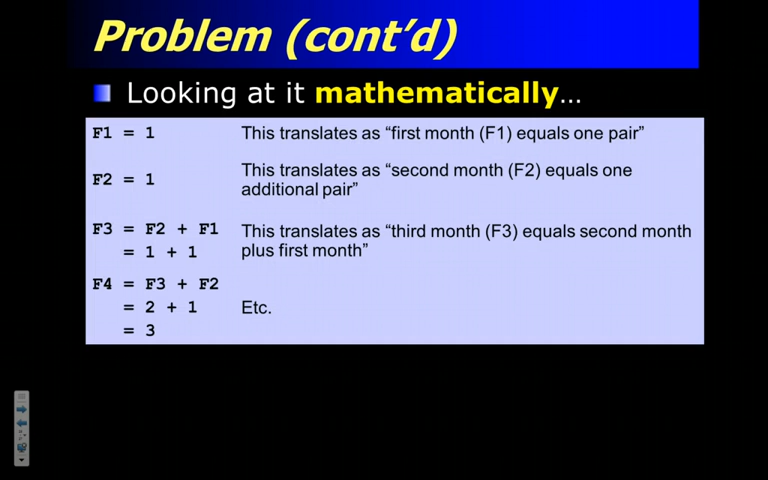 Problem (cont’d)
Looking at it mathematically…
F1 = 1 This translates as “first month (F1) equals one pair”
F2 = 1 This translates as “second month (F2) equals one
additional pair”
F3 = F2 + F1 This translates as “third month (F3) equals second month
= 1 + 1 plus first month”
F4 = F3 + F2
= 2 + 1 Etc.
= 3